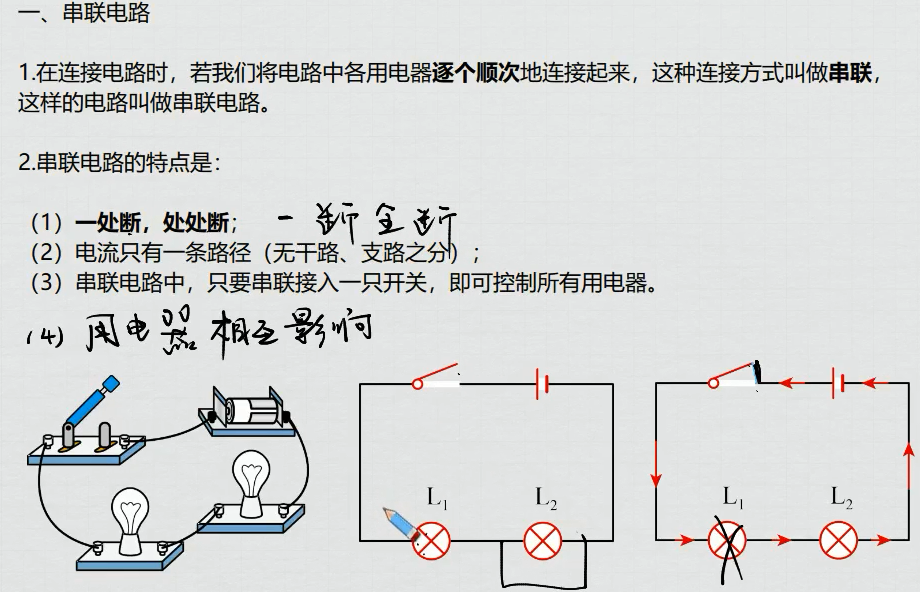 一、串联电路
1.在连接电路时，若我们将电路中各用电器逐个顺次地连接起来，这种连接方式叫做串联，
这样的电路叫做串联电路。
2.串联电路的特点是：
（1）一处断，处处断； 一断全断
（2）电流只有一条路径（无干路、支路之分）；
（3）串联电路中，只要串联接入一只开关，即可控制所有用电器。
(4) 用电器相互影响
L1 L2 L1 L2